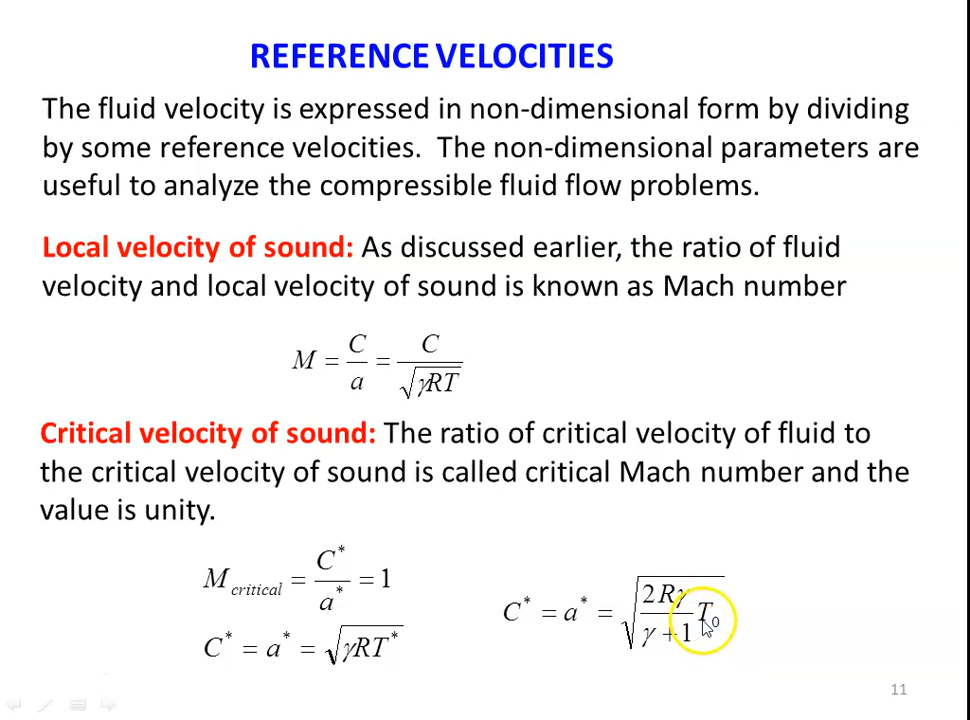 REFERENCE VELOCITIES
The fluid velocity is expressed in non-dimensional form by dividing
by some reference velocities. The non-dimensional parameters are
useful to analyze the compressible fluid flow problems.
Local velocity of sound: As discussed earlier, the ratio of fluid
velocity and local velocity of sound is known as Mach number
M = C/a = C/√(γRT)
Critical velocity of sound: The ratio of critical velocity of fluid to
the critical velocity of sound is called critical Mach number and the
value is unity.
M_critical = C*/a* = 1
C* = a* = √(γRT*)
C* = a* = √((2Rγ/(γ+1))T₀)
11